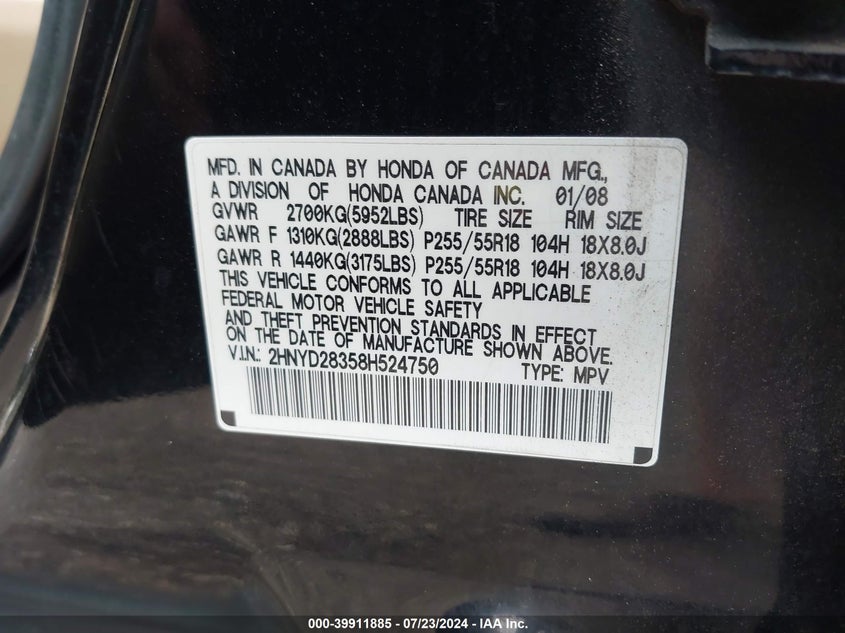 MFD. IN CANADA BY HONDA OF CANADA MFG.,
A DIVISION OF HONDA CANADA INC. 01/08
GVWR 2700KG(5952LBS) TIRE SIZE RIM SIZE
GAWR F 1310KG(2888LBS) P255/55R18 104H 18X8.0J
GAWR R 1440KG(3175LBS) P255/55R18 104H 18X8.0J
THIS VEHICLE CONFORMS TO ALL APPLICABLE
FEDERAL MOTOR VEHICLE SAFETY
AND THEFT PREVENTION STANDARDS IN EFFECT
ON THE DATE OF MANUFACTURE SHOWN ABOVE.
V.I.N.: 2HNYD28358H524750 TYPE: MPV
000-39911885 - 07/23/2024 - IAA Inc.